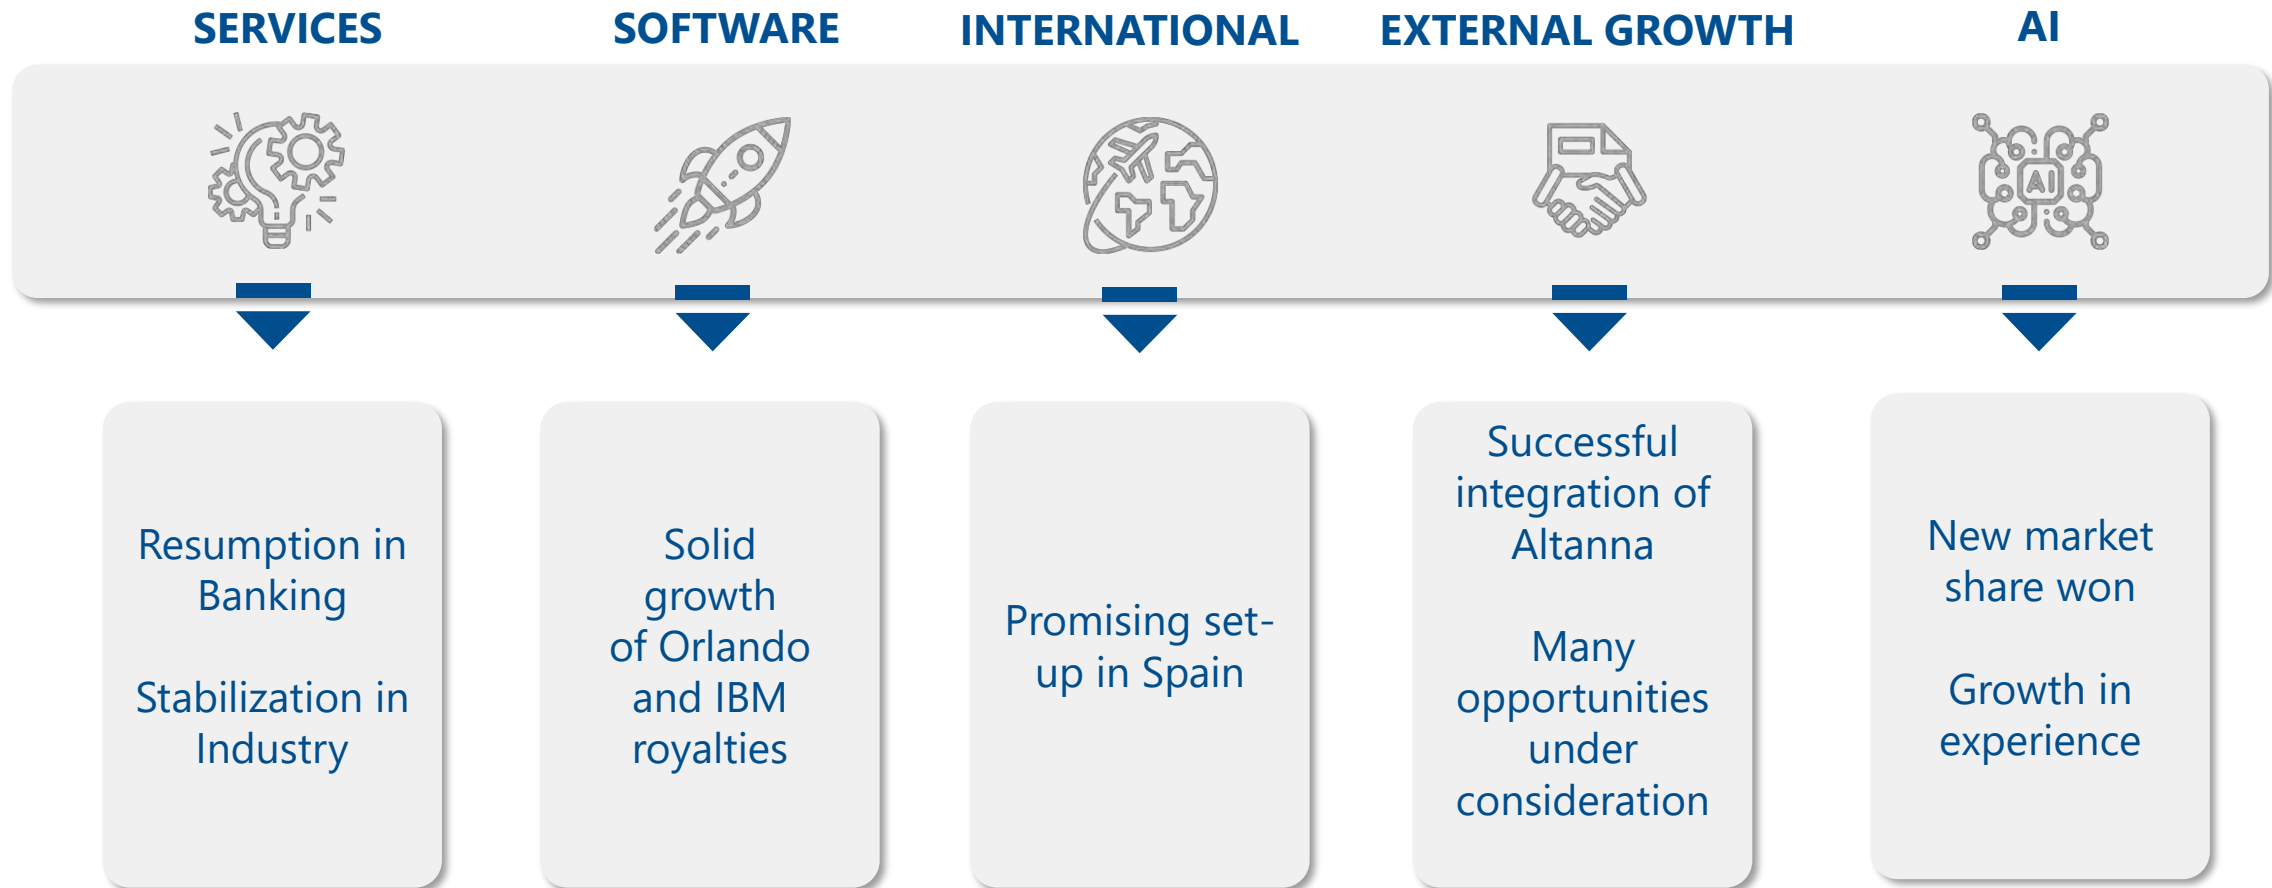 SERVICES
SOFTWARE
INTERNATIONAL
EXTERNAL GROWTH
AI
AI
Resumption in
Banking
Stabilization in
Industry
Solid
growth
of Orlando
and IBM
royalties
Promising set-
up in Spain
Successful
integration of
Altanna
Many
opportunities
under
consideration
New market
share won
Growth in
experience